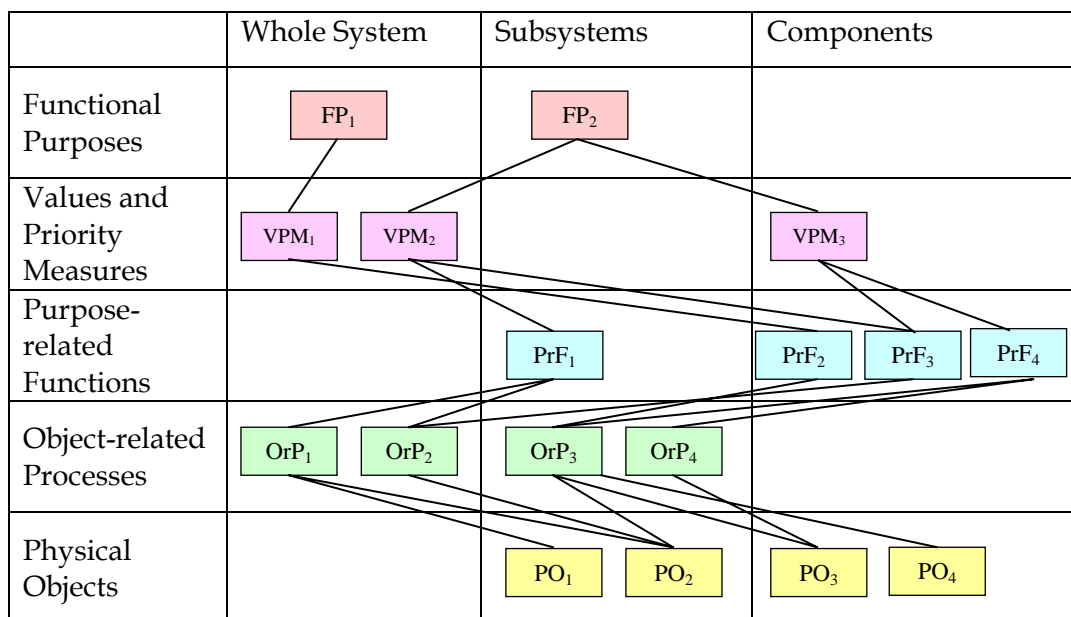 Whole System Subsystems Components
Functional
Purposes
FP₁ FP₂
Values and
Priority
Measures
VPM₁ VPM₂ VPM₃
Purpose-
related
Functions
PrF₁ PrF₂ PrF₃ PrF₄
Object-related
Processes
OrP₁ OrP₂ OrP₃ OrP₄
Physical
Objects
PO₁ PO₂ PO₃ PO₄